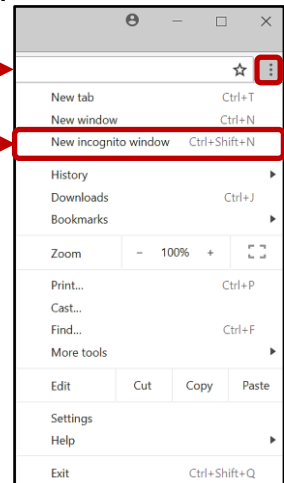 New tab Ctrl+T
New window Ctrl+N
New incognito window Ctrl+Shift+N
History
Downloads Ctrl+J
Bookmarks
Zoom - 100% +
Print... Ctrl+P
Cast...
Find... Ctrl+F
More tools
Edit Cut Copy Paste
Settings
Help
Exit Ctrl+Shift+Q